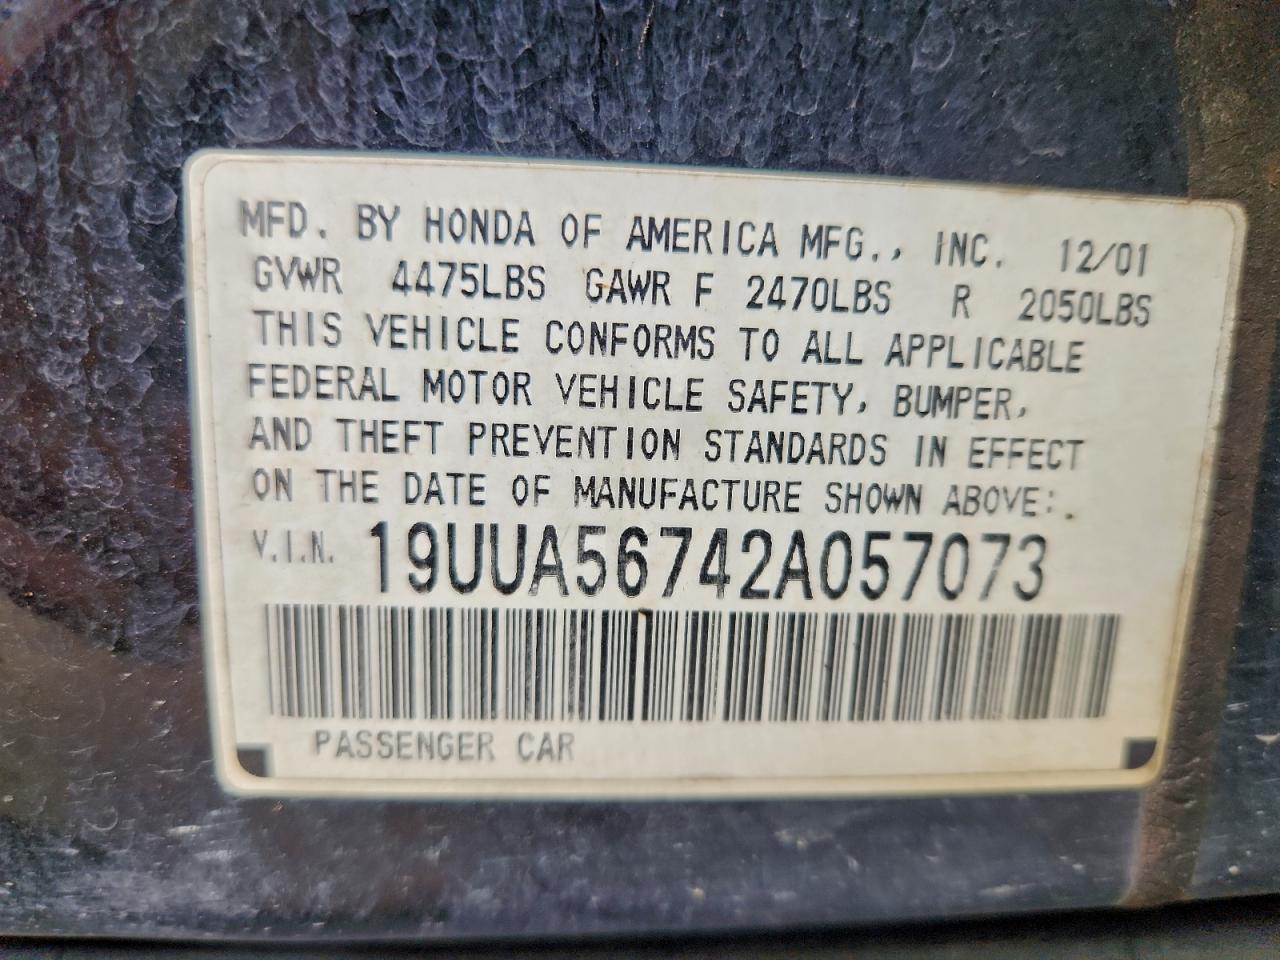 MFD. BY HONDA OF AMERICA MFG., INC. 12/01
GVWR 4475LBS GAWR F 2470LBS R 2050LBS
THIS VEHICLE CONFORMS TO ALL APPLICABLE
FEDERAL MOTOR VEHICLE SAFETY, BUMPER,
AND THEFT PREVENTION STANDARDS IN EFFECT
ON THE DATE OF MANUFACTURE SHOWN ABOVE:.
V.I.N. 19UUA56742A057073
PASSENGER CAR